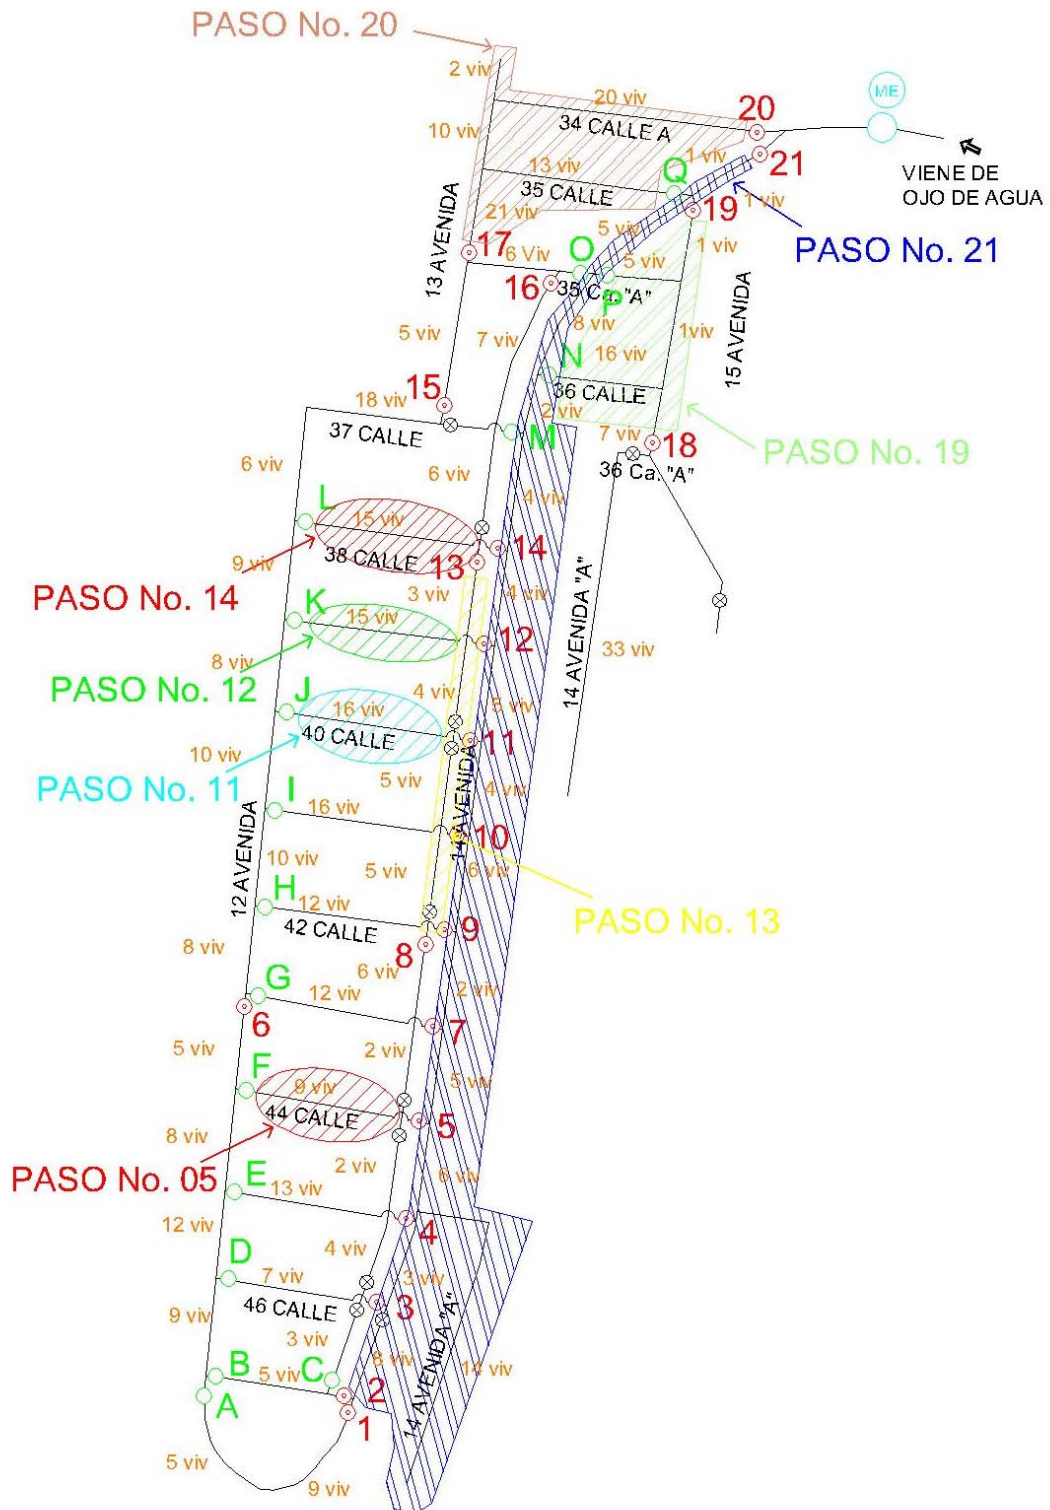 PASO No. 20
2 viv
20 viv
34 CALLE A
20
ME
10 viv
13 viv
1 viv
21
VIENE DE
OJO DE AGUA
Q
35 CALLE
21 viv
19
1 viv
5 viv
1 viv
PASO No. 21
13 AVENIDA
17
6 Viv
O
5 viv
16
35 Ca. "A"
P
15 AVENIDA
5 viv
7 viv
8 viv
1viv
N
16 viv
15
36 CALLE
18 viv
2 viv
37 CALLE
M
7 viv
18
PASO No. 19
36 Ca. "A"
6 viv
6 viv
4 viv
L
15 viv
14
38 CALLE
13
9 viv
PASO No. 14
3 viv
4 viv
K
15 viv
12
14 AVENIDA "A"
33 viv
8 viv
PASO No. 12
4 viv
J
16 viv
5 viv
40 CALLE
11
10 viv
PASO No. 11
5 viv
14 AVENIDA
4 viv
I
16 viv
10
12 AVENIDA
10 viv
5 viv
6 viv
H
12 viv
PASO No. 13
42 CALLE
9
8
8 viv
6 viv
G
12 viv
2 viv
6
7
5 viv
2 viv
F
9 viv
5 viv
44 CALLE
5
8 viv
2 viv
PASO No. 05
E
13 viv
6 viv
12 viv
4
4 viv
D
7 viv
3 viv
46 CALLE
3
9 viv
3 viv
14 AVENIDA "A"
8 viv
14 viv
B
5 viv
C
2
A
1
5 viv
9 viv